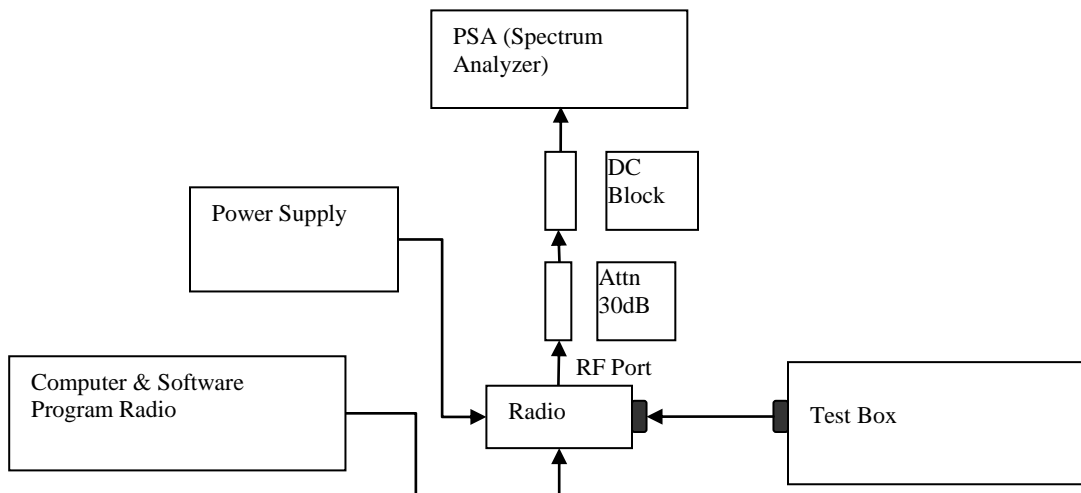 PSA (Spectrum
Analyzer)
DC
Block
Power Supply
Attn
30dB
RF Port
Computer & Software
Program Radio
Radio
Test Box